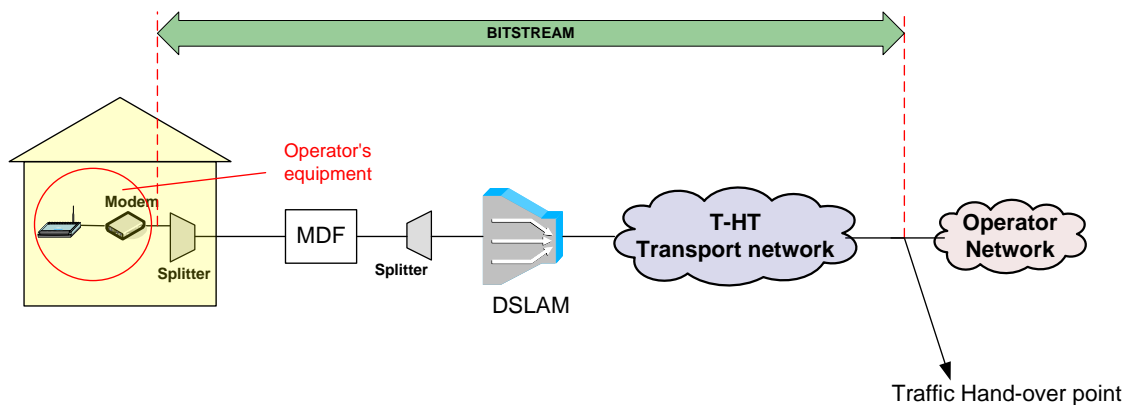 BITSTREAM
Operator's
equipment
Modem
Splitter
MDF
Splitter
DSLAM
T-HT
Transport network
Operator
Network
Traffic Hand-over point